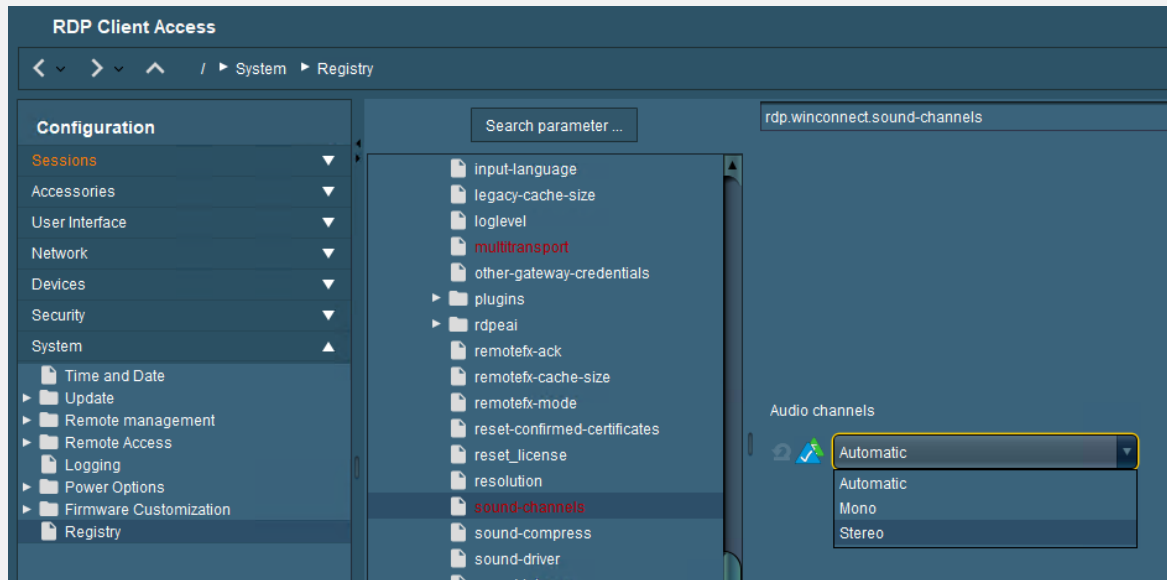 RDP Client Access
/ System Registry
Configuration
Sessions
Accessories
User Interface
Network
Devices
Security
System
Time and Date
Update
Remote management
Remote Access
Logging
Power Options
Firmware Customization
Registry
Search parameter ...
input-language
legacy-cache-size
loglevel
multitransport
other-gateway-credentials
plugins
rdpeai
remotefx-ack
remotefx-cache-size
remotefx-mode
reset-confirmed-certificates
reset_license
resolution
sound-channels
sound-compress
sound-driver
rdp.winconnect.sound-channels
Audio channels
Automatic
Automatic
Mono
Stereo